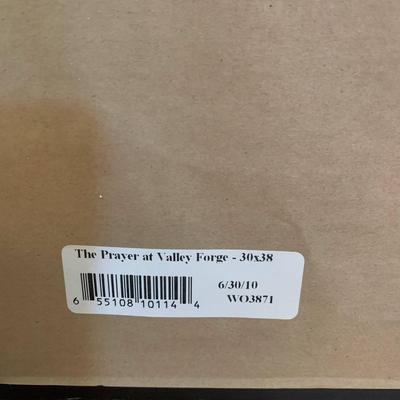 The Prayer at Valley Forge - 30x38
6/30/10
6 55108 10114 4
WO3871